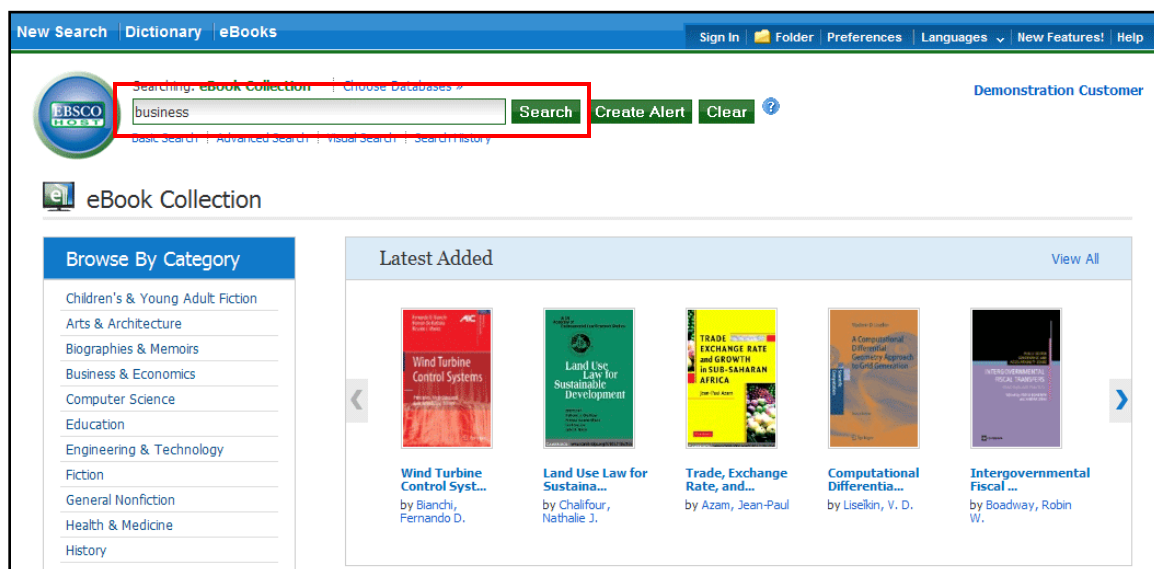 New Search Dictionary eBooks
Sign In Folder Preferences Languages New Features! Help
Searching: eBook Collection Choose Databases »
Demonstration Customer
EBSCO
HOST
business Search Create Alert Clear ?
Basic Search Advanced Search Visual Search Search History
eBook Collection
Browse By Category
Children's & Young Adult Fiction
Arts & Architecture
Biographies & Memoirs
Business & Economics
Computer Science
Education
Engineering & Technology
Fiction
General Nonfiction
Health & Medicine
History
Latest Added View All
Wind Turbine
Control Systems
Land Use
Law for
Sustainable
Development
TRADE
EXCHANGE RATE
and GROWTH
in SUB-SAHARAN
AFRICA
Jean-Paul Azam
A Computational
Differential
Geometry Approach
to Grid Generation
INTERGOVERNMENTAL
FISCAL TRANSFERS
Wind Turbine
Control Syst...
by Bianchi,
Fernando D.
Land Use Law for
Sustaina...
by Chalifour,
Nathalie J.
Trade, Exchange
Rate, and...
by Azam, Jean-Paul
Computational
Differentia...
by Liseikin, V. D.
Intergovernmental
Fiscal ...
by Boadway, Robin
W.